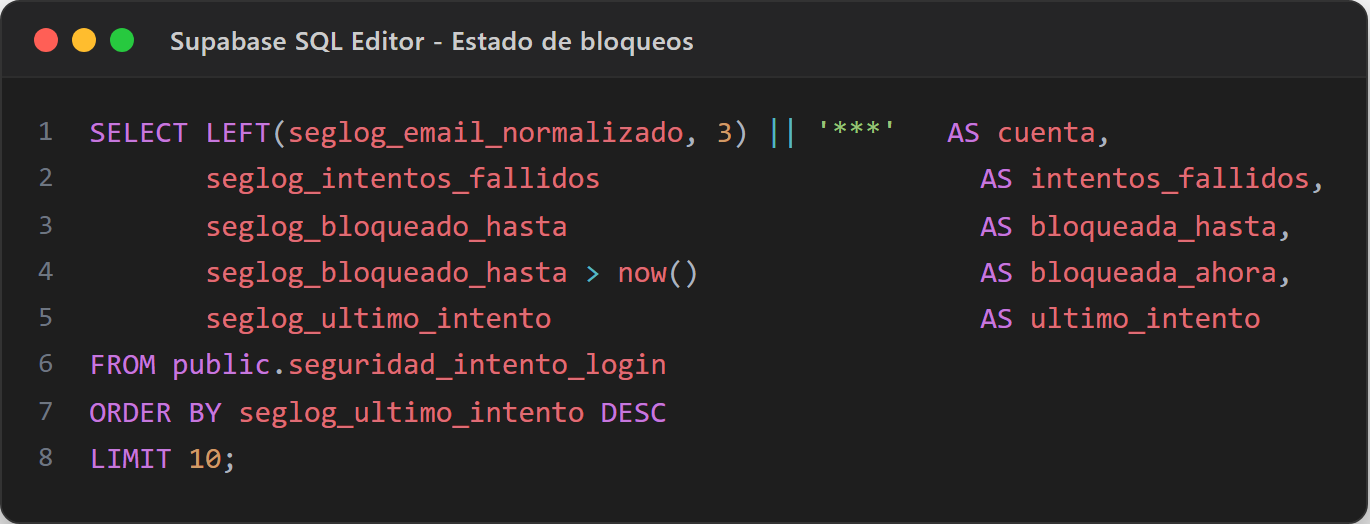 Supabase SQL Editor - Estado de bloqueos
1 SELECT LEFT(seglog_email_normalizado, 3) || '***' AS cuenta,
2 seglog_intentos_fallidos AS intentos_fallidos,
3 seglog_bloqueado_hasta AS bloqueada_hasta,
4 seglog_bloqueado_hasta > now() AS bloqueada_ahora,
5 seglog_ultimo_intento AS ultimo_intento
6 FROM public.seguridad_intento_login
7 ORDER BY seglog_ultimo_intento DESC
8 LIMIT 10;